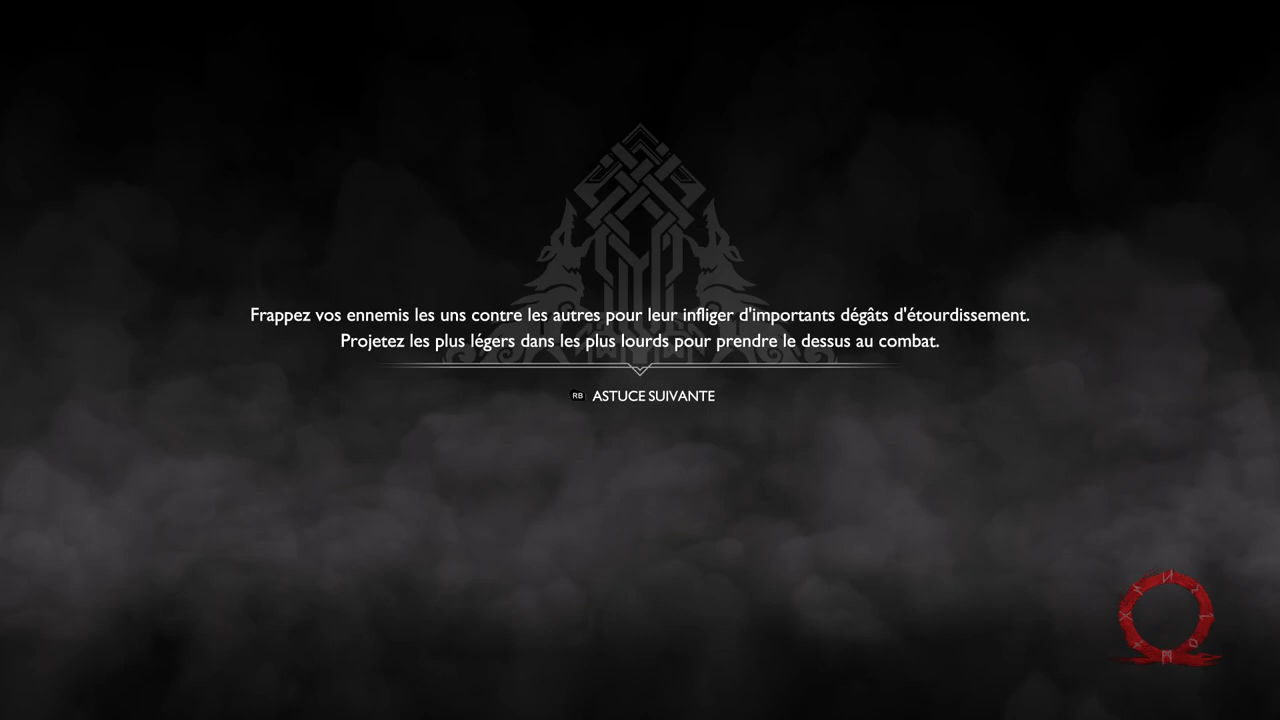 Frappez vos ennemis les uns contre les autres pour leur infliger d'importants dégâts d'étourdissement.
Projetez les plus légers dans les plus lourds pour prendre le dessus au combat.
RB ASTUCE SUIVANTE